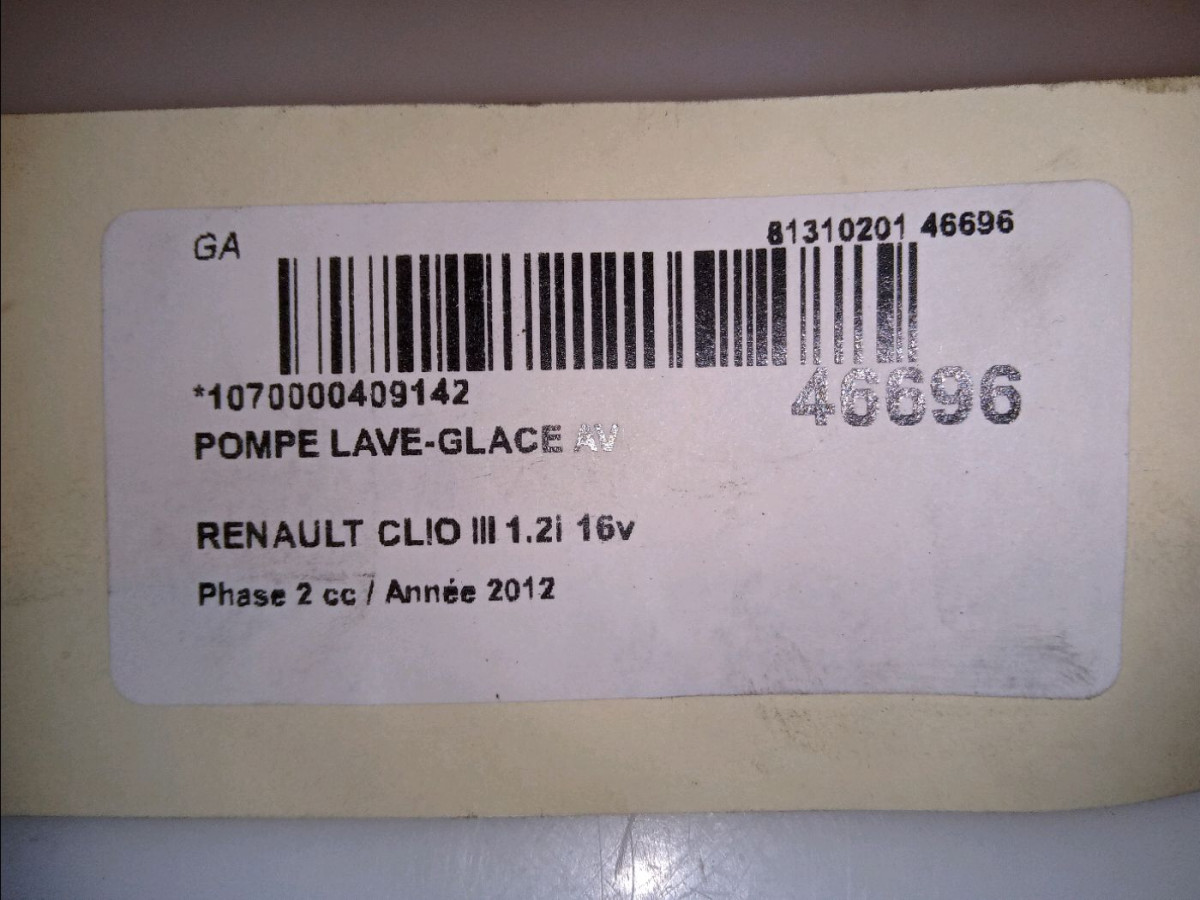 GA
81310201 46696
*1070000409142
46696
POMPE LAVE-GLACE AV
RENAULT CLIO III 1.2i 16v
Phase 2 cc / Année 2012